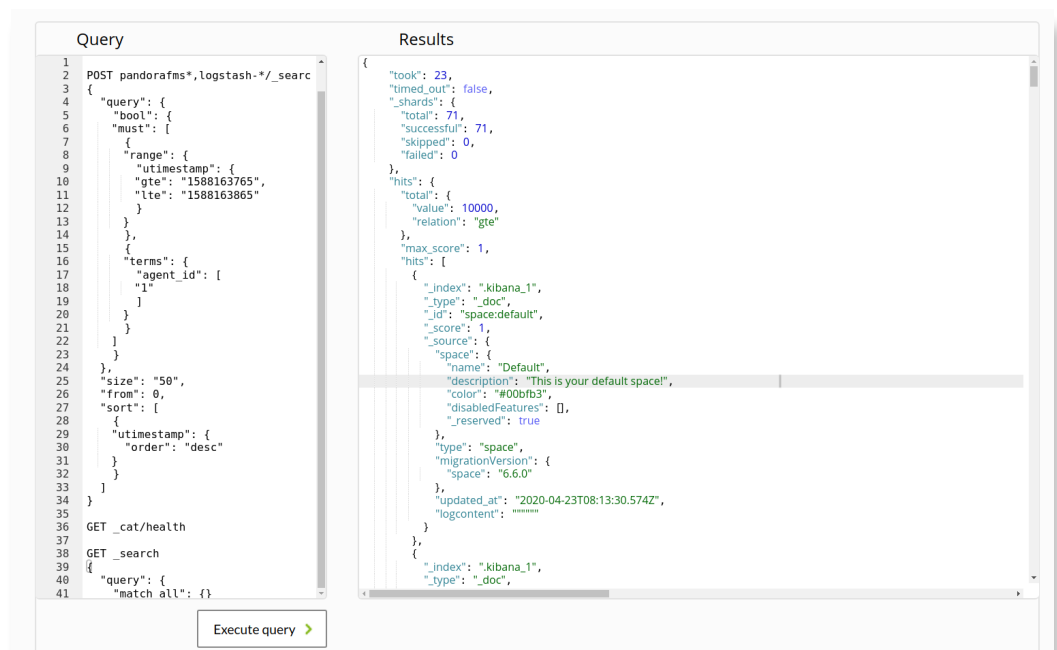 Query
1
2 POST pandorafms*,logstash-*/_searc
3 {
4 "query": {
5 "bool": {
6 "must": [
7 {
8 "range": {
9 "utimestamp": {
10 "gte": "1588163765",
11 "lte": "1588163865"
12 }
13 }
14 },
15 {
16 "terms": {
17 "agent_id": [
18 "1"
19 ]
20 }
21 }
22 ]
23 }
24 },
25 "size": "50",
26 "from": 0,
27 "sort": [
28 {
29 "utimestamp": {
30 "order": "desc"
31 }
32 }
33 ]
34 }
35
36 GET _cat/health
37
38 GET _search
39 {
40 "query": {
41 "match_all": {}
Execute query
Results
{
"took": 23,
"timed_out": false,
"_shards": {
"total": 71,
"successful": 71,
"skipped": 0,
"failed": 0
},
"hits": {
"total": {
"value": 10000,
"relation": "gte"
},
"max_score": 1,
"hits": [
{
"_index": ".kibana_1",
"_type": "_doc",
"_id": "space:default",
"_score": 1,
"_source": {
"space": {
"name": "Default",
"description": "This is your default space!",
"color": "#00bfb3",
"disabledFeatures": [],
"_reserved": true
},
"type": "space",
"migrationVersion": {
"space": "6.6.0"
},
"updated_at": "2020-04-23T08:13:30.574Z",
"logcontent": """"""
}
},
{
"_index": ".kibana_1",
"_type": "_doc",